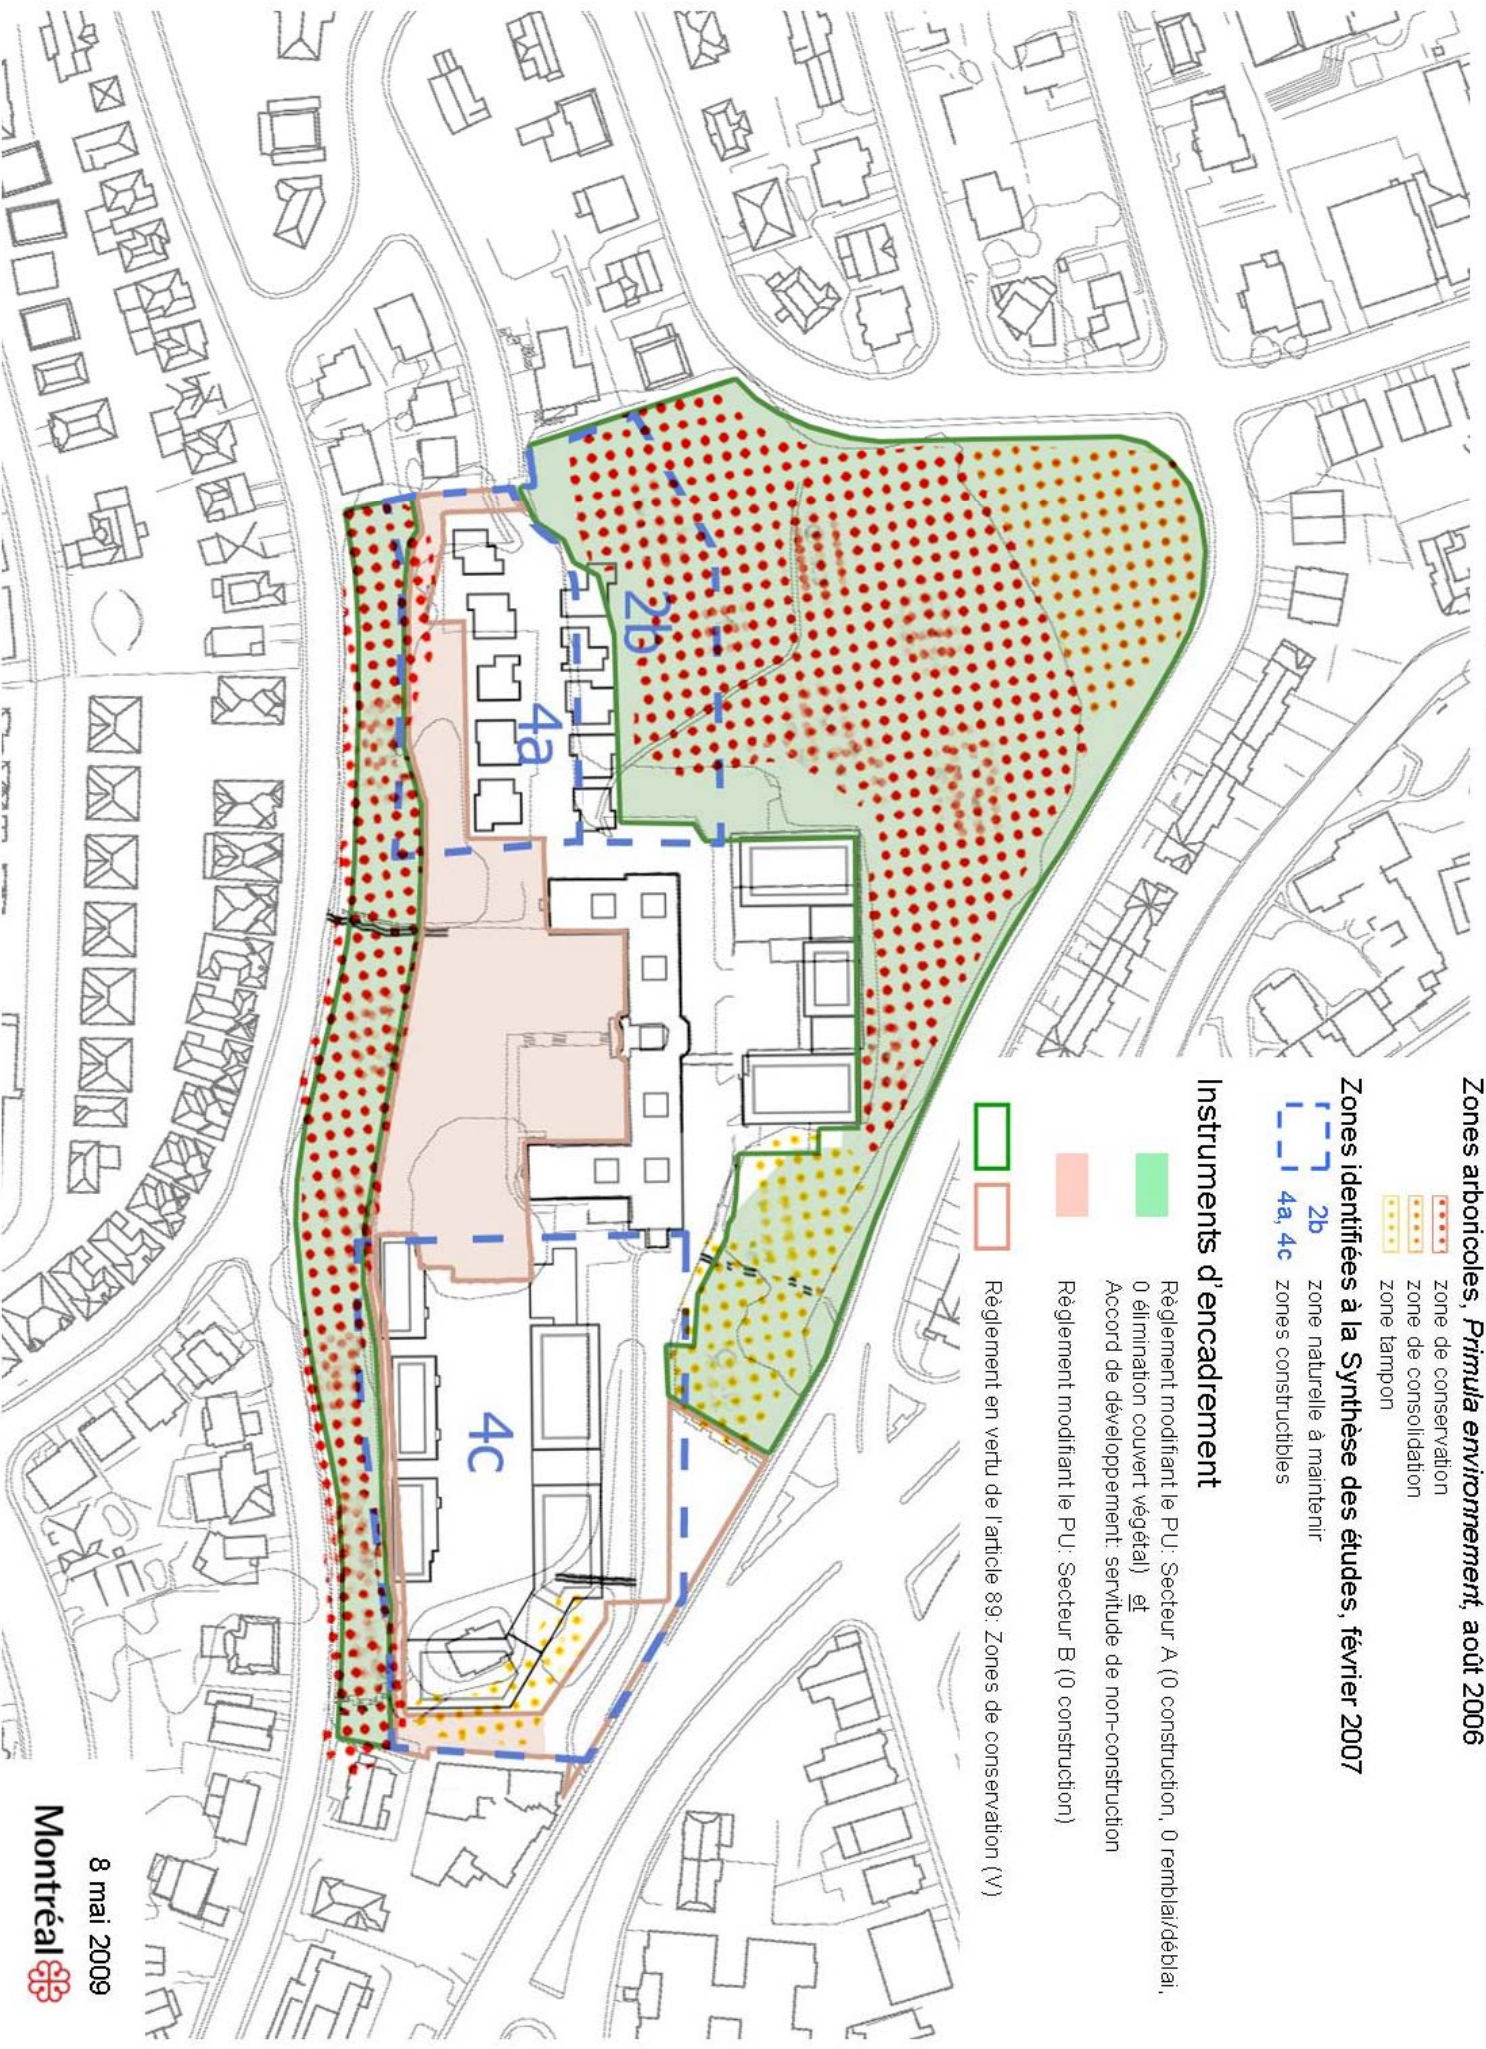 Zones arboricoles, Primula environnement, août 2006
zone de conservation
zone de consolidation
zone tampon
Zones identifiées à la Synthèse des études, février 2007
2b zone naturelle à maintenir
4a, 4c zones constructibles
Instruments d'encadrement
Règlement modifiant le PU: Secteur A (0 construction, 0 remblai/déblai,
0 élimination couvert végétal) et
Accord de développement: servitude de non-construction
Règlement modifiant le PU: Secteur B (0 construction)
Règlement en vertu de l'article 89: Zones de conservation (V)
2b
4a
4c
8 mai 2009
Montréal